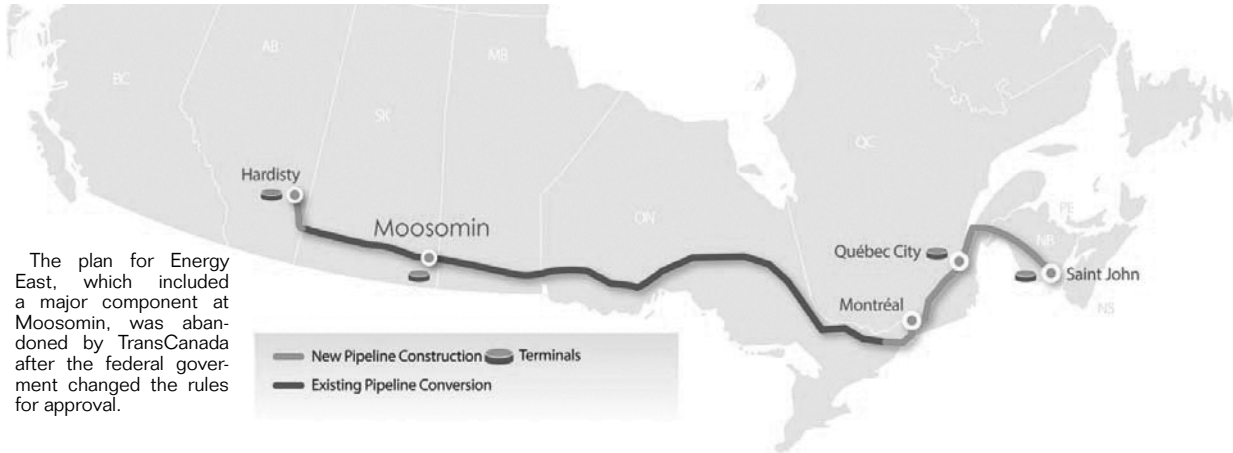 AB
BC
SK
MB
ON
QC
PE
NB
NS
Hardisty
Moosomin
Québec City
Montréal
Saint John
The plan for Energy
East, which included
a major component at
Moosomin, was aban-
doned by TransCanada
after the federal gover-
ment changed the rules
for approval.
New Pipeline Construction Terminals
Existing Pipeline Conversion